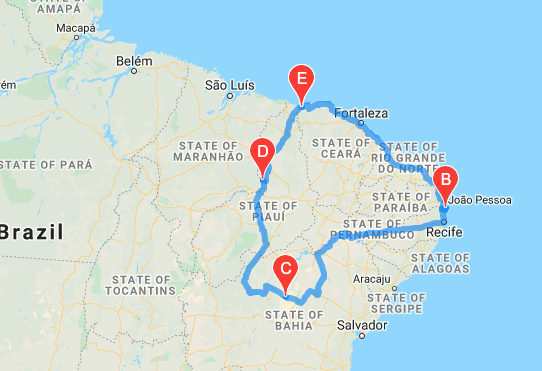 STATE OF
AMAPÁ
Macapá
Belém
São Luís
E
Fortaleza
STATE OF
MARANHÃO
D
STATE OF
CEARÁ
STATE OF
RIO GRANDE
DO NORTE
STATE OF PARÁ
B
João Pessoa
STATE OF
PARAÍBA
STATE OF
PIAUÍ
STATE OF
PERNAMBUCO
Recife
Brazil
C
STATE OF
ALAGOAS
STATE OF
TOCANTINS
Aracaju
STATE OF
SERGIPE
STATE OF
BAHIA
Salvador